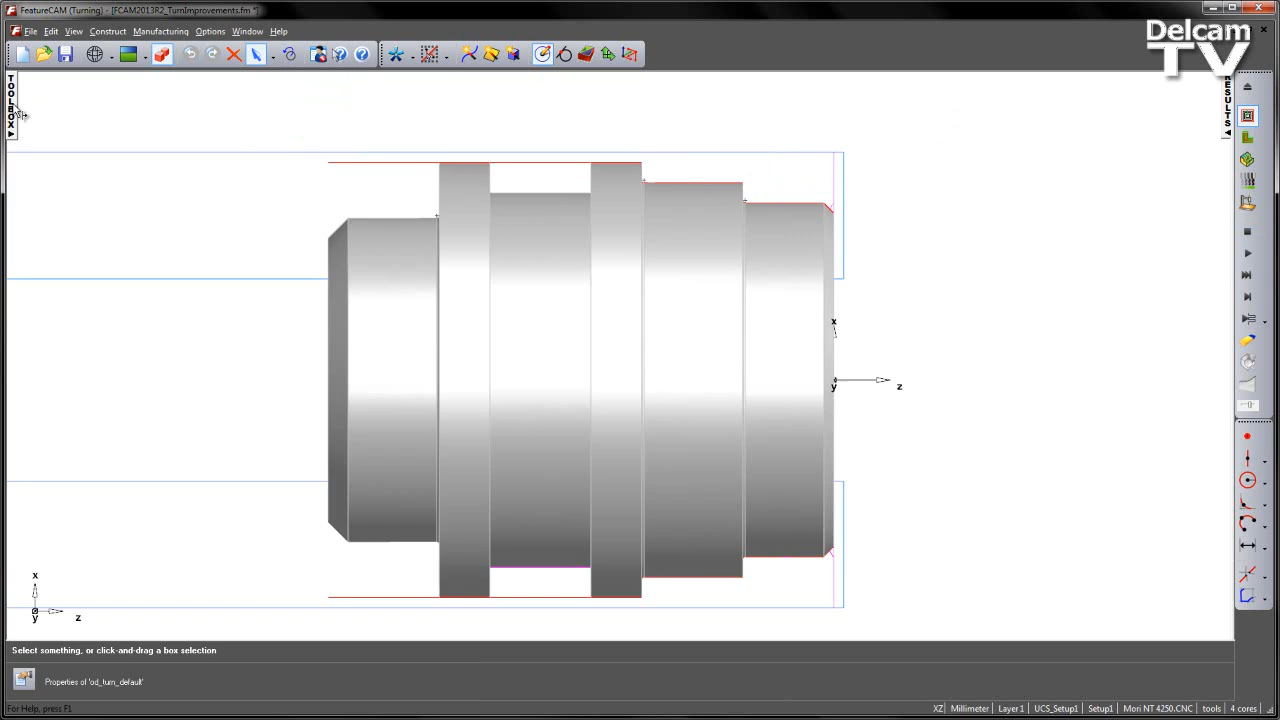 FeatureCAM (Turning) - [FCAM2013R2_TurnImprovements.fm *]
File Edit View Construct Manufacturing Options Window Help
Delcam
TV
TOOLBOX
RESULTS
x
y
z
x
y
z
Select something, or click-and-drag a box selection
Properties of 'od_turn_default'
For Help, press F1
XZ Millimeter Layer1 UCS_Setup1 Setup1 Mori NT 4250.CNC tools 4 cores